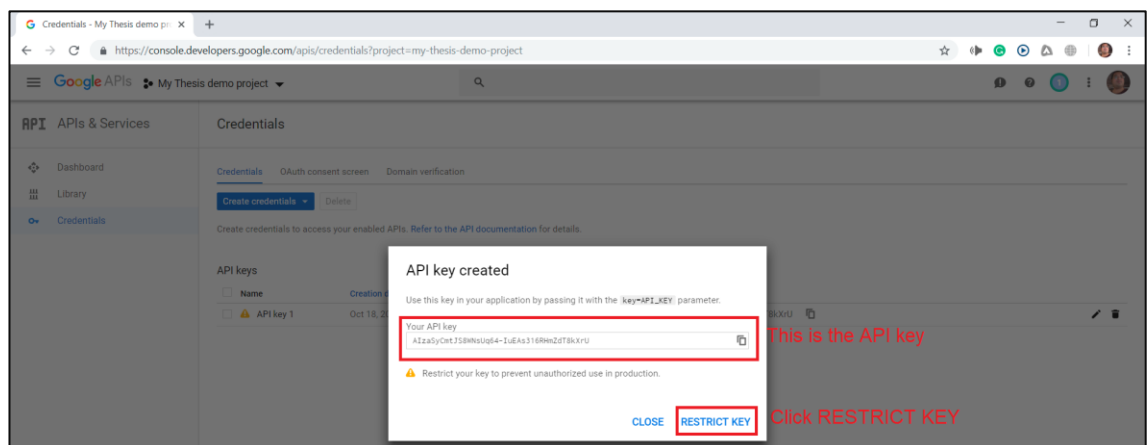 Credentials - My Thesis demo pro
https://console.developers.google.com/apis/credentials?project=my-thesis-demo-project
Google APIs My Thesis demo project
API APIs & Services
Credentials
Dashboard
Library
Credentials
Credentials OAuth consent screen Domain verification
Create credentials Delete
Create credentials to access your enabled APIs. Refer to the API documentation for details.
API keys
Name Creation d
API key 1 Oct 18, 20
API key created
Use this key in your application by passing it with the key=API_KEY parameter.
Your API key
AIzaSyCmtJS8WNsUq64-IuEAs316RHmZdT8kXrU
This is the API key
Restrict your key to prevent unauthorized use in production.
CLOSE RESTRICT KEY
Click RESTRICT KEY